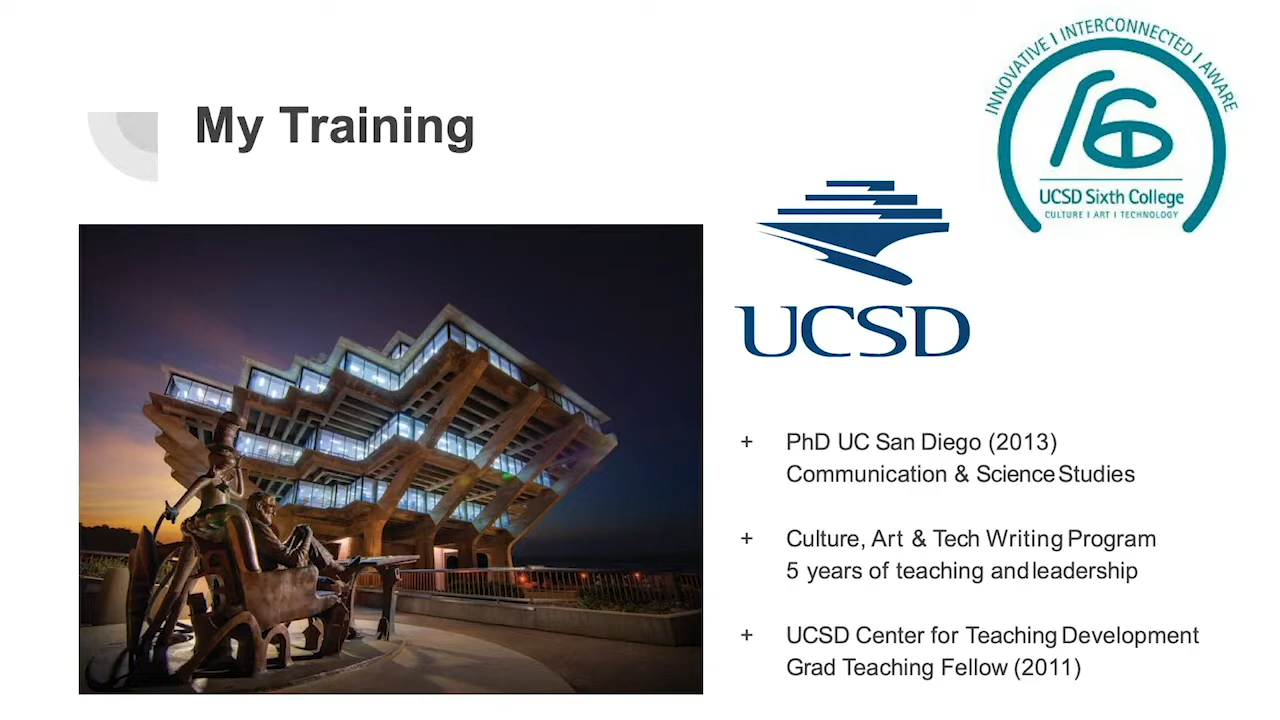 My Training
INNOVATIVE I INTERCONNECTED I AWARE
UCSD Sixth College
CULTURE I ART I TECHNOLOGY
UCSD
+ PhD UC San Diego (2013)
Communication & Science Studies
+ Culture, Art & Tech Writing Program
5 years of teaching and leadership
+ UCSD Center for Teaching Development
Grad Teaching Fellow (2011)